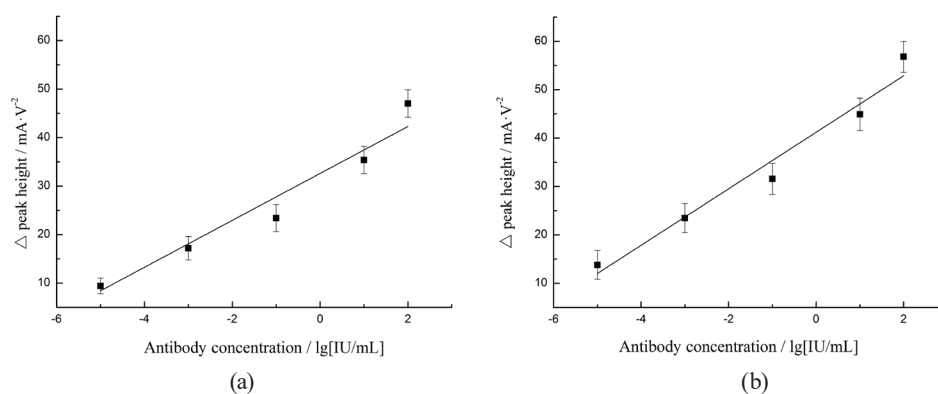 60
50
40
30
20
10
△ peak height / mA·V⁻²
-6 -4 -2 0 2
Antibody concentration / lg[IU/mL]
(a)
60
50
40
30
20
10
△ peak height / mA·V⁻²
-6 -4 -2 0 2
Antibody concentration / lg[IU/mL]
(b)